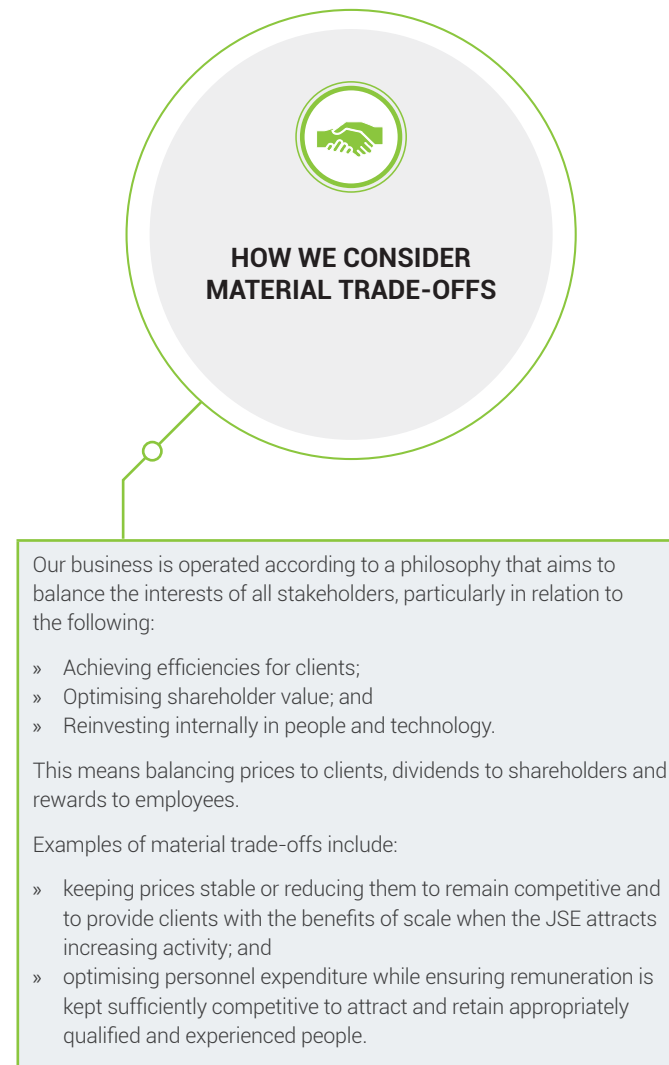 HOW WE CONSIDER
MATERIAL TRADE-OFFS
Our business is operated according to a philosophy that aims to
balance the interests of all stakeholders, particularly in relation to
the following:
» Achieving efficiencies for clients;
» Optimising shareholder value; and
» Reinvesting internally in people and technology.
This means balancing prices to clients, dividends to shareholders and
rewards to employees.
Examples of material trade-offs include:
» keeping prices stable or reducing them to remain competitive and
to provide clients with the benefits of scale when the JSE attracts
increasing activity; and
» optimising personnel expenditure while ensuring remuneration is
kept sufficiently competitive to attract and retain appropriately
qualified and experienced people.